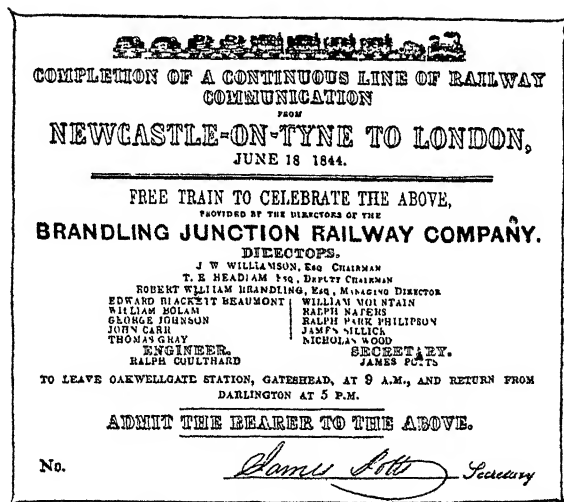 COMPLETION OF A CONTINUOUS LINE OF RAILWAY
COMMUNICATION
FROM
NEWCASTLE-ON-TYNE TO LONDON,
JUNE 18 1844.
FREE TRAIN TO CELEBRATE THE ABOVE,
PROVIDED BY THE DIRECTORS OF THE
BRANDLING JUNCTION RAILWAY COMPANY.
DIRECTORS.
J W WILLIAMSON, ESQ CHAIRMAN
T. E HEADLAM ESQ, DEPUTY CHAIRMAN
ROBERT WILLIAM BRANDLING, ESQ, MANAGING DIRECTOR
EDWARD BLACKETT BEAUMONT WILLIAM MOUNTAIN
WILLIAM BOLAM RALPH NATERS
GEORGE JOHNSON RALPH PARK PHILIPSON
JOHN CARR JAMES SILLICK
THOMAS GRAY NICHOLAS WOOD
ENGINEER. SECRETARY.
RALPH COULTHARD JAMES POTTS
TO LEAVE OAKWELLGATE STATION, GATESHEAD, AT 9 A.M., AND RETURN FROM
DARLINGTON AT 5 P.M.
ADMIT THE BEARER TO THE ABOVE.
No. James Potts Secretary